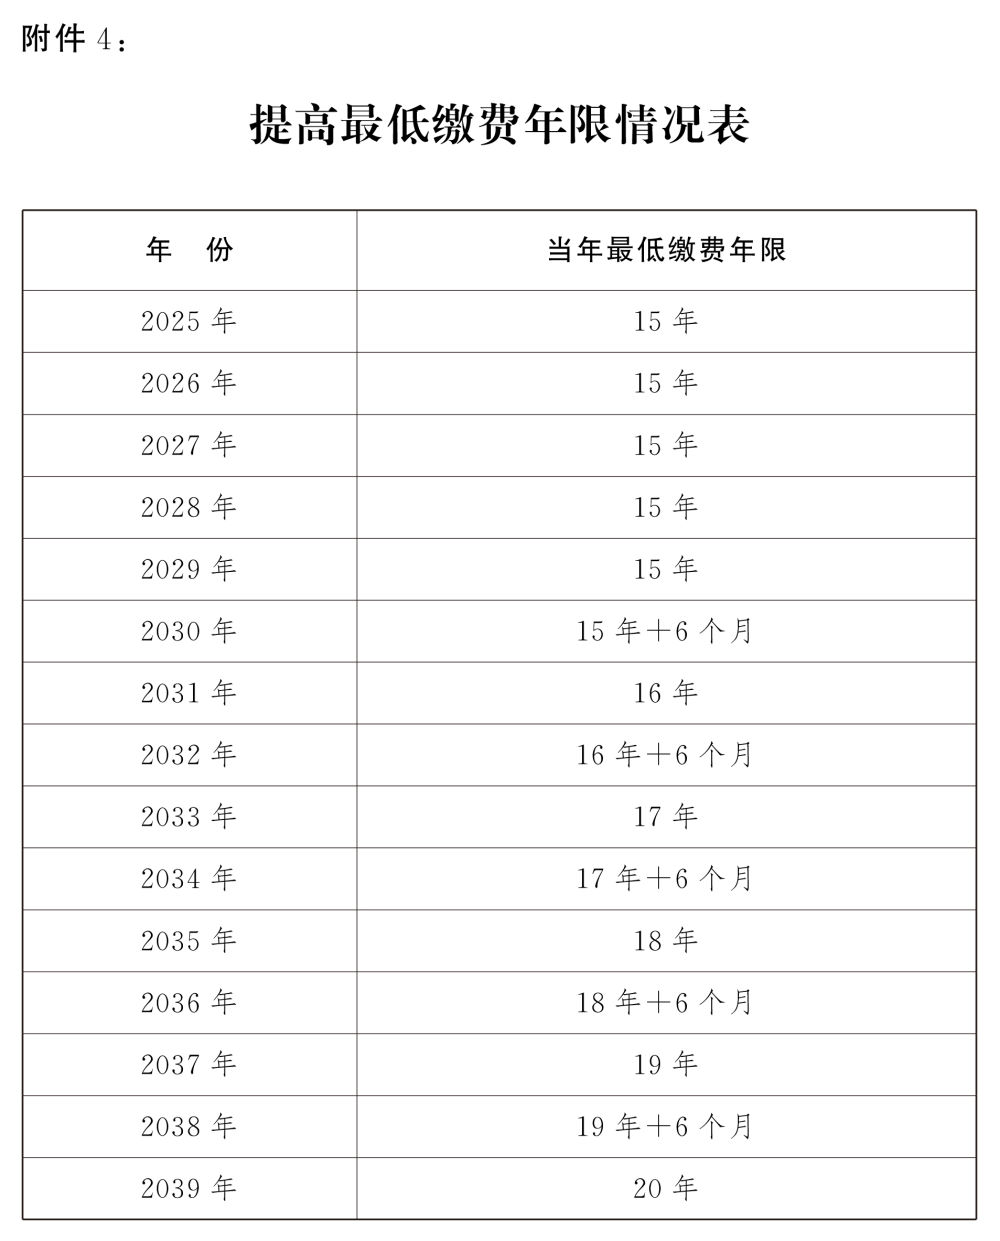 附件4：
提高最低缴费年限情况表
年 份 当年最低缴费年限
2025年 15年
2026年 15年
2027年 15年
2028年 15年
2029年 15年
2030年 15年+6个月
2031年 16年
2032年 16年+6个月
2033年 17年
2034年 17年+6个月
2035年 18年
2036年 18年+6个月
2037年 19年
2038年 19年+6个月
2039年 20年